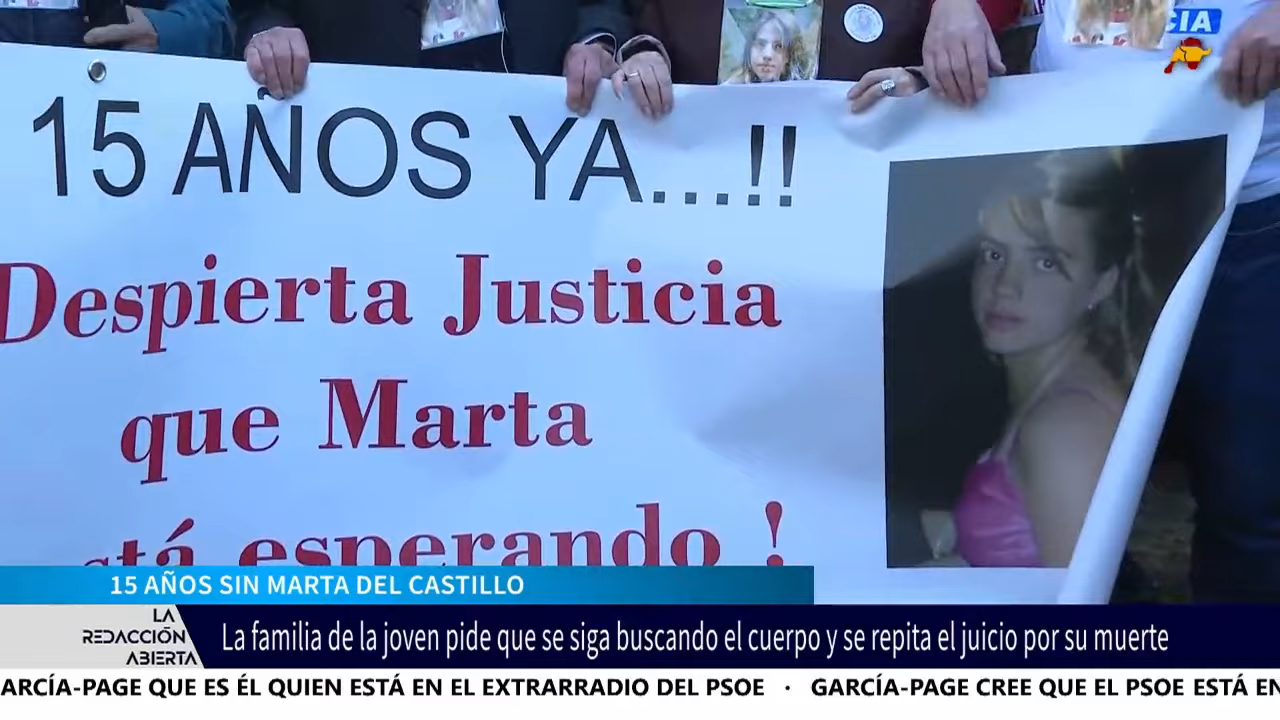 CIA
15 AÑOS YA...!!
Despierta Justicia
que Marta
está esperando !
15 AÑOS SIN MARTA DEL CASTILLO
LA
REDACCIÓN
ABIERTA
La familia de la joven pide que se siga buscando el cuerpo y se repita el juicio por su muerte
ARCÍA-PAGE QUE ES ÉL QUIEN ESTÁ EN EL EXTRARRADIO DEL PSOE · GARCÍA-PAGE CREE QUE EL PSOE ESTÁ EN